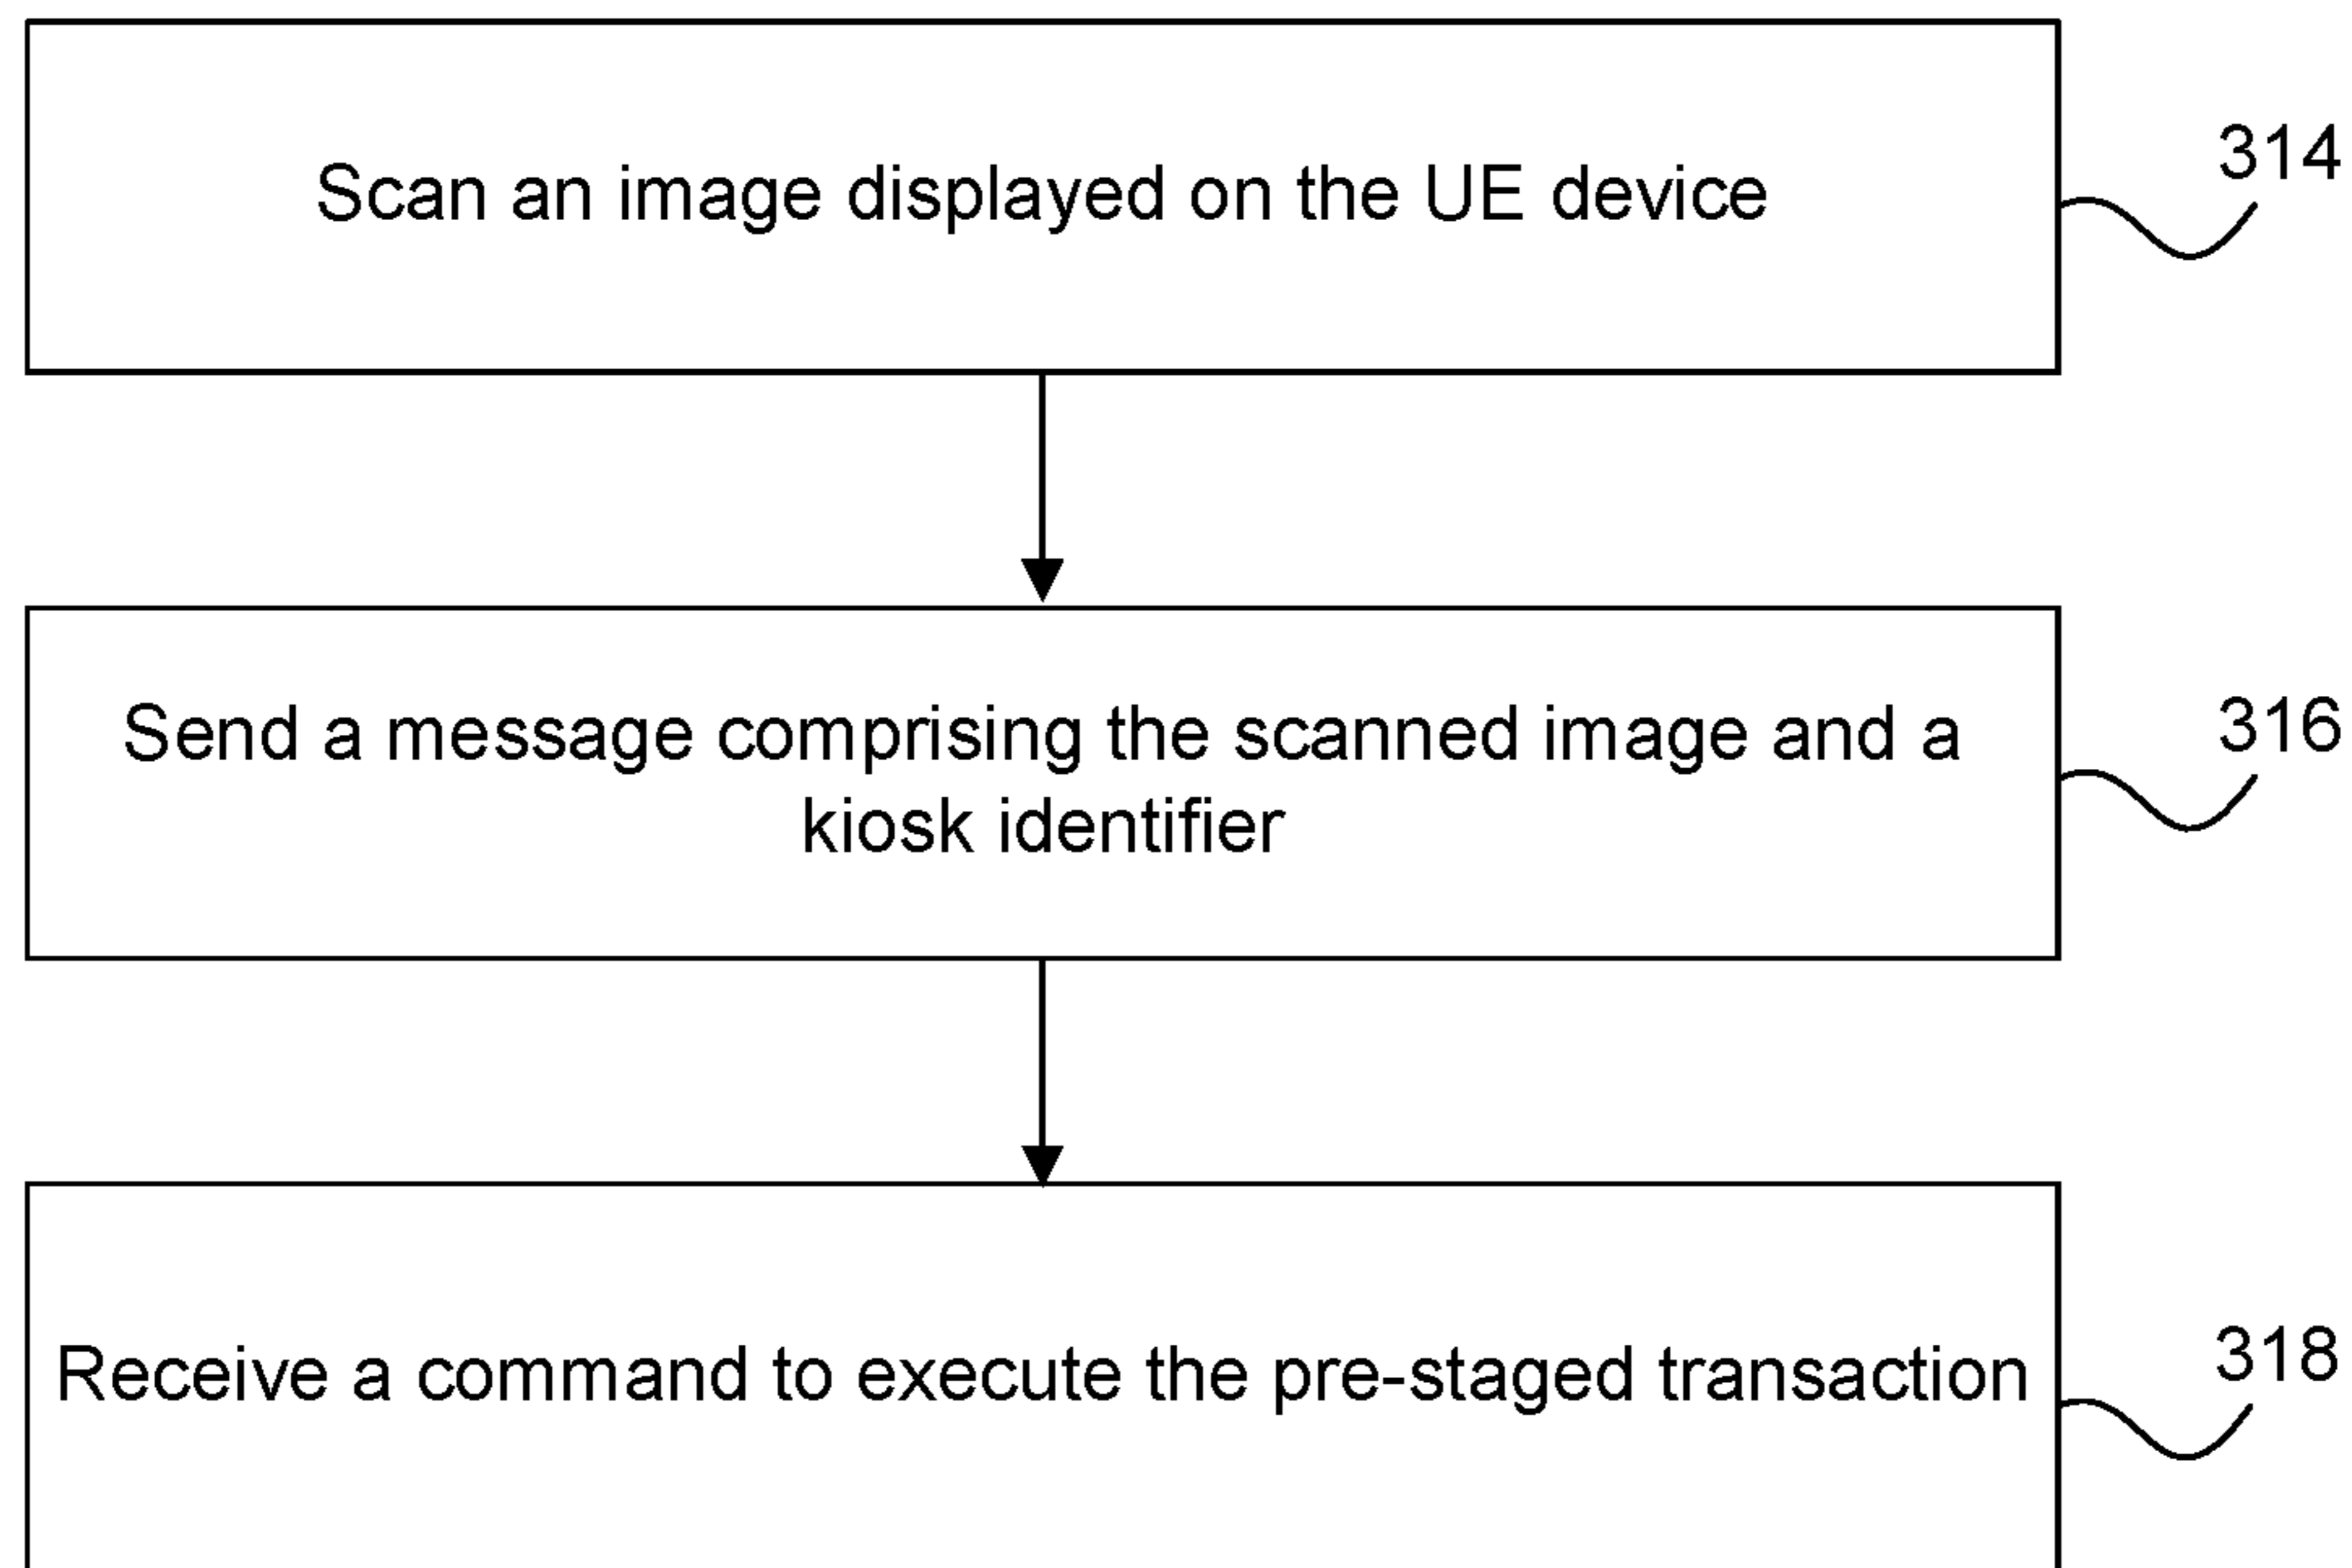 Scan an image displayed on the UE device
314
Send a message comprising the scanned image and a
kiosk identifier
316
Receive a command to execute the pre-staged transaction
318